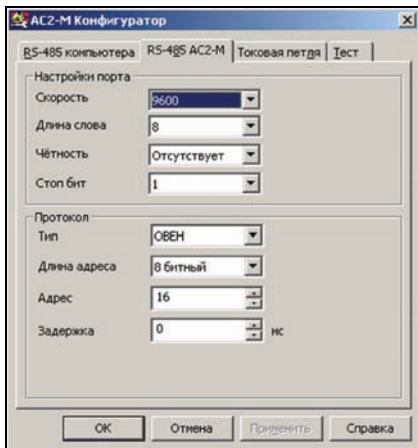 АС2-М Конфигуратор
RS-485 компьютера RS-485 АС2-М Токовая петля Тест
Настройки порта
Скорость 9600
Длина слова 8
Чётность Отсутствует
Стоп бит 1
Протокол
Тип ОВЕН
Длина адреса 8 битный
Адрес 16
Задержка 0 мс
ОК Отмена Применить Справка